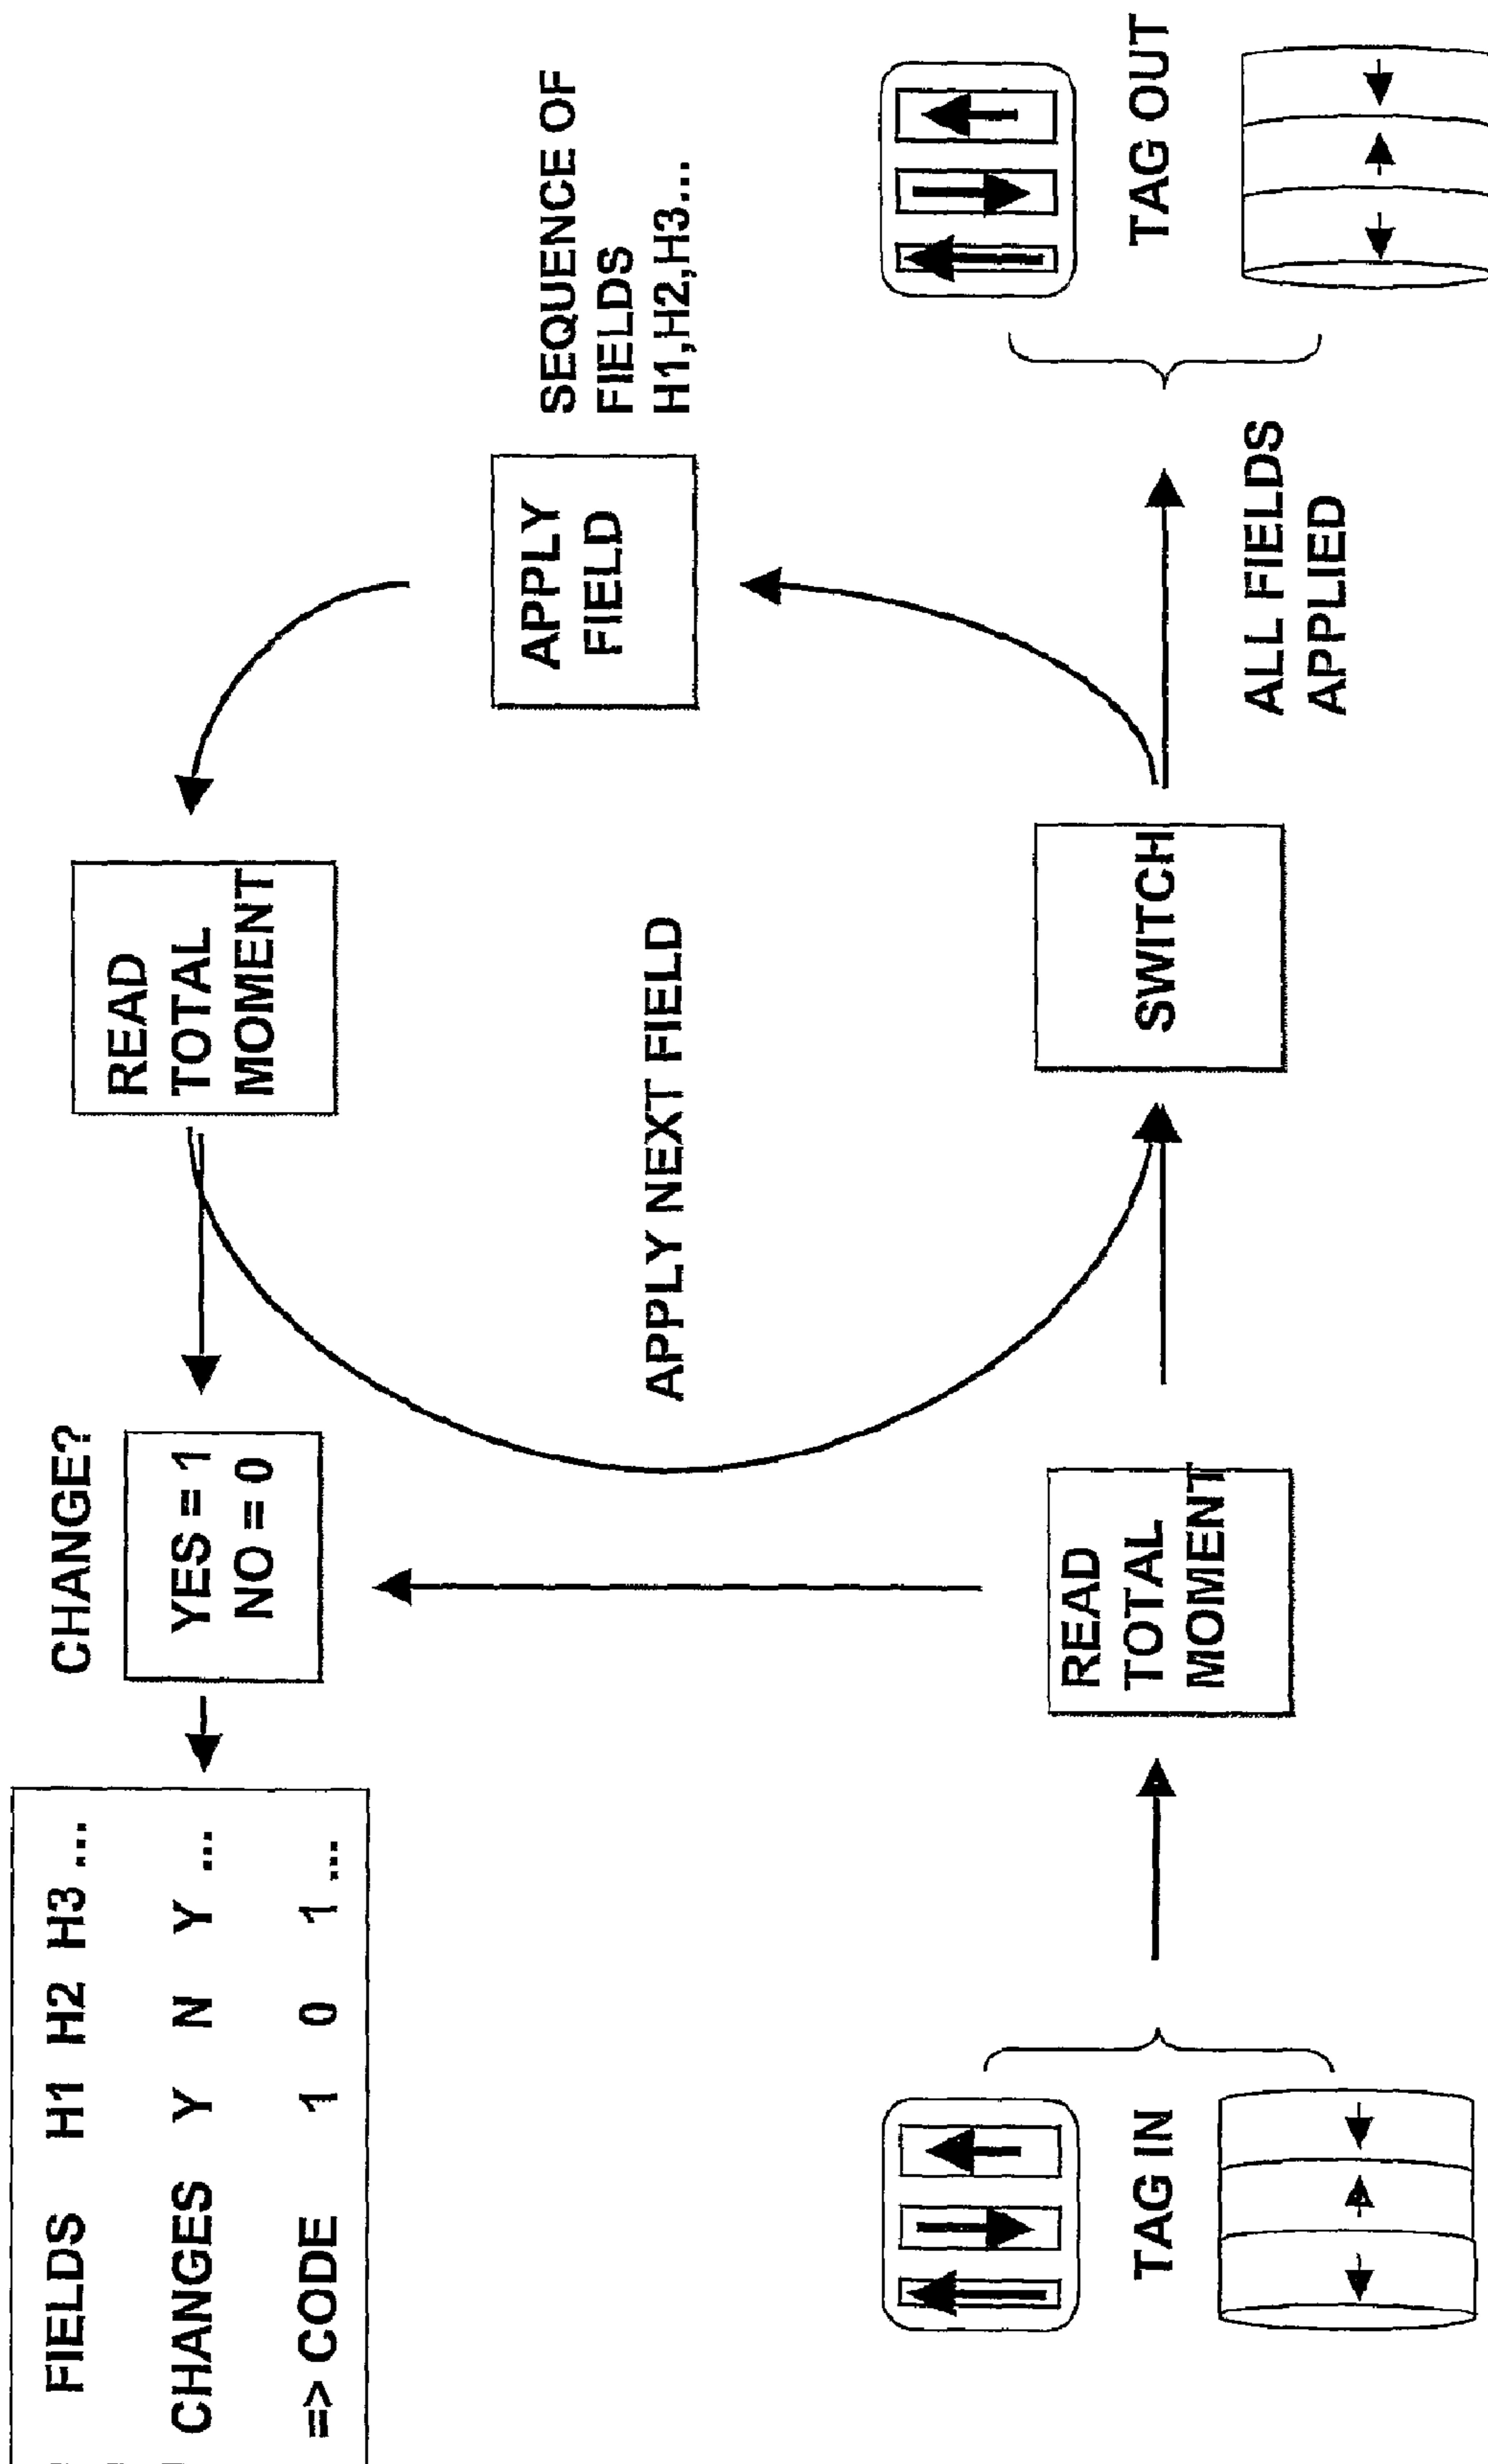 FIELDS H1 H2 H3 ...
CHANGES Y N Y ...
=> CODE 1 0 1 ...
CHANGE?
YES = 1
NO = 0
READ
TOTAL
MOMENT
APPLY
FIELD
SEQUENCE OF
FIELDS
H1,H2,H3...
APPLY NEXT FIELD
TAG IN
READ
TOTAL
MOMENT
SWITCH
ALL FIELDS
APPLIED
TAG OUT